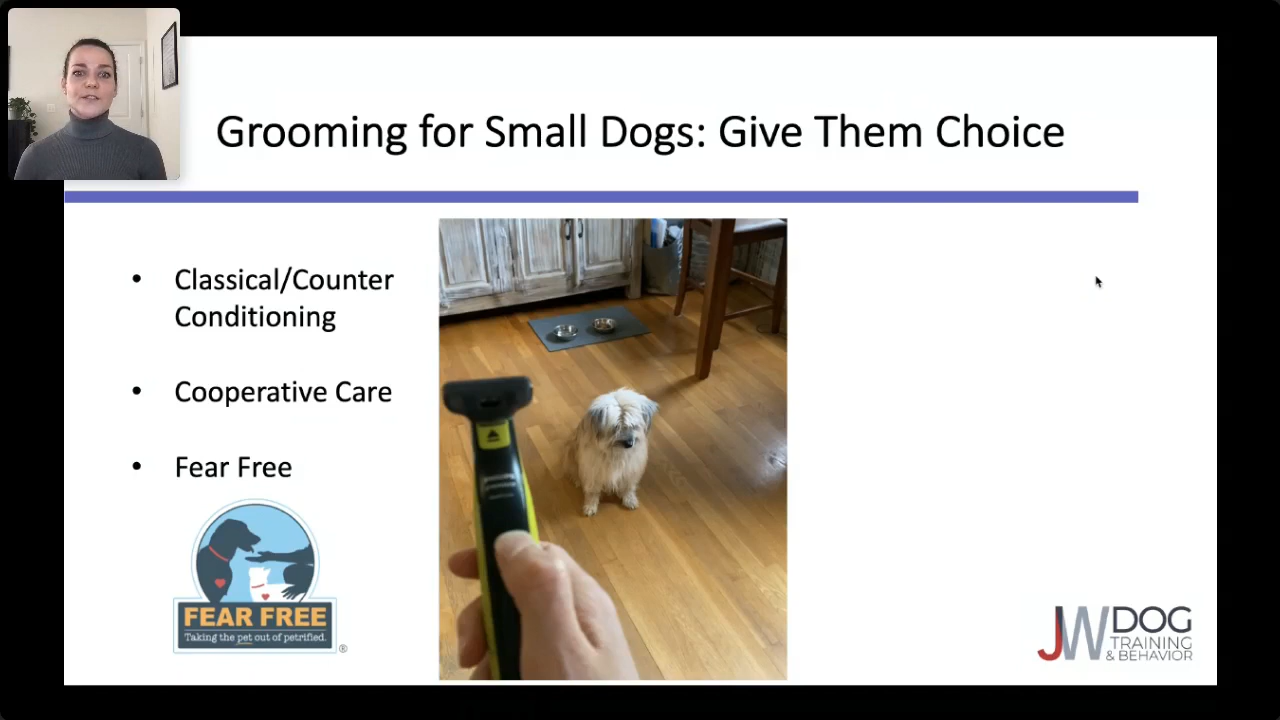 Grooming for Small Dogs: Give Them Choice
• Classical/Counter
Conditioning
• Cooperative Care
• Fear Free
FEAR FREE
Taking the pet out of petrified.
®
JW DOG
TRAINING
& BEHAVIOR